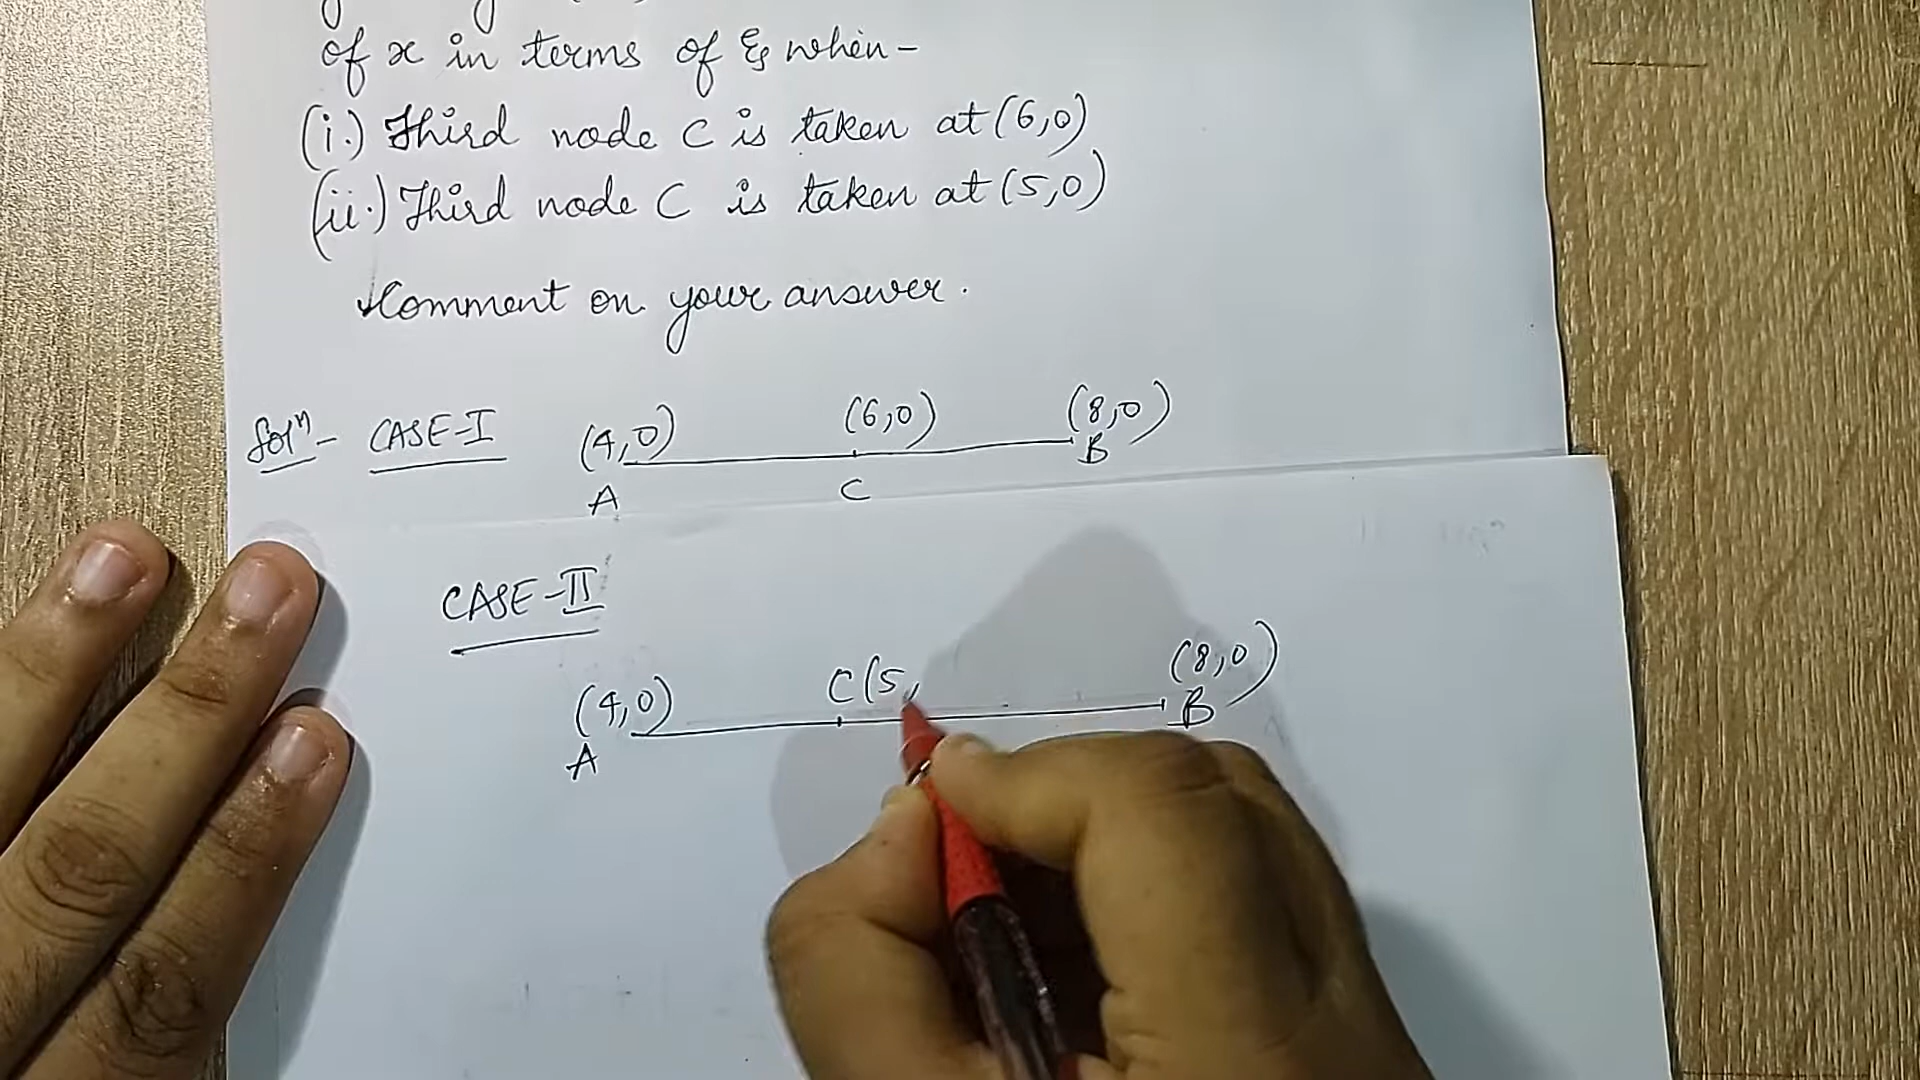 of x in terms of ξ when -
(i.) Third node C is taken at (6,0)
(ii.) Third node C is taken at (5,0)
Comment on your answer.
Solⁿ - CASE-I (4,0) (6,0) (8,0)
A C B
CASE-II
(4,0) C(5, (8,0)
A B